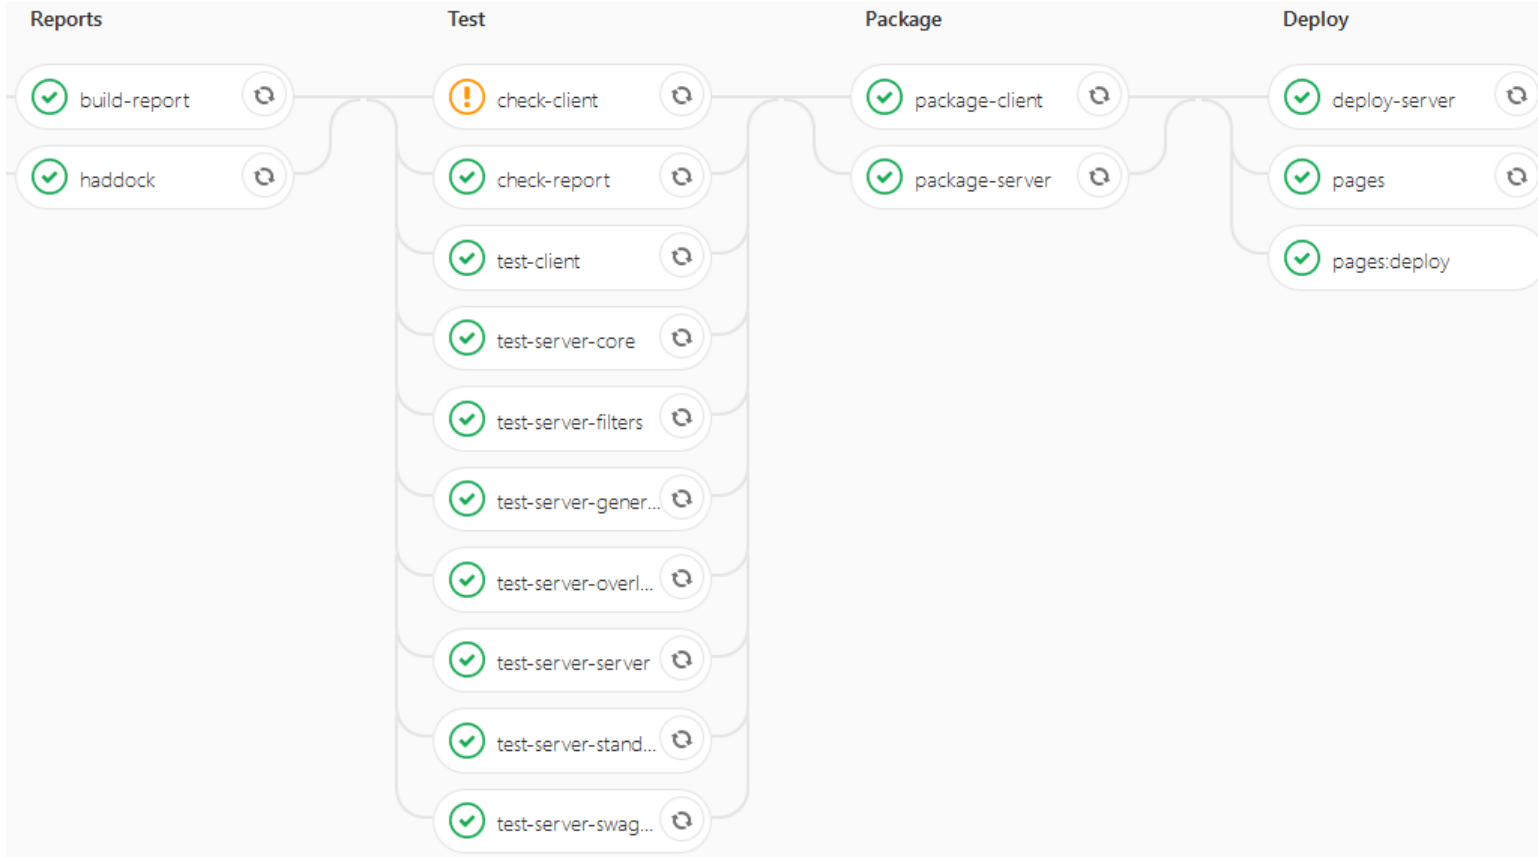 Reports
build-report
haddock
Test
check-client
check-report
test-client
test-server-core
test-server-filters
test-server-gener...
test-server-overl...
test-server-server
test-server-stand...
test-server-swag...
Package
package-client
package-server
Deploy
deploy-server
pages
pages:deploy